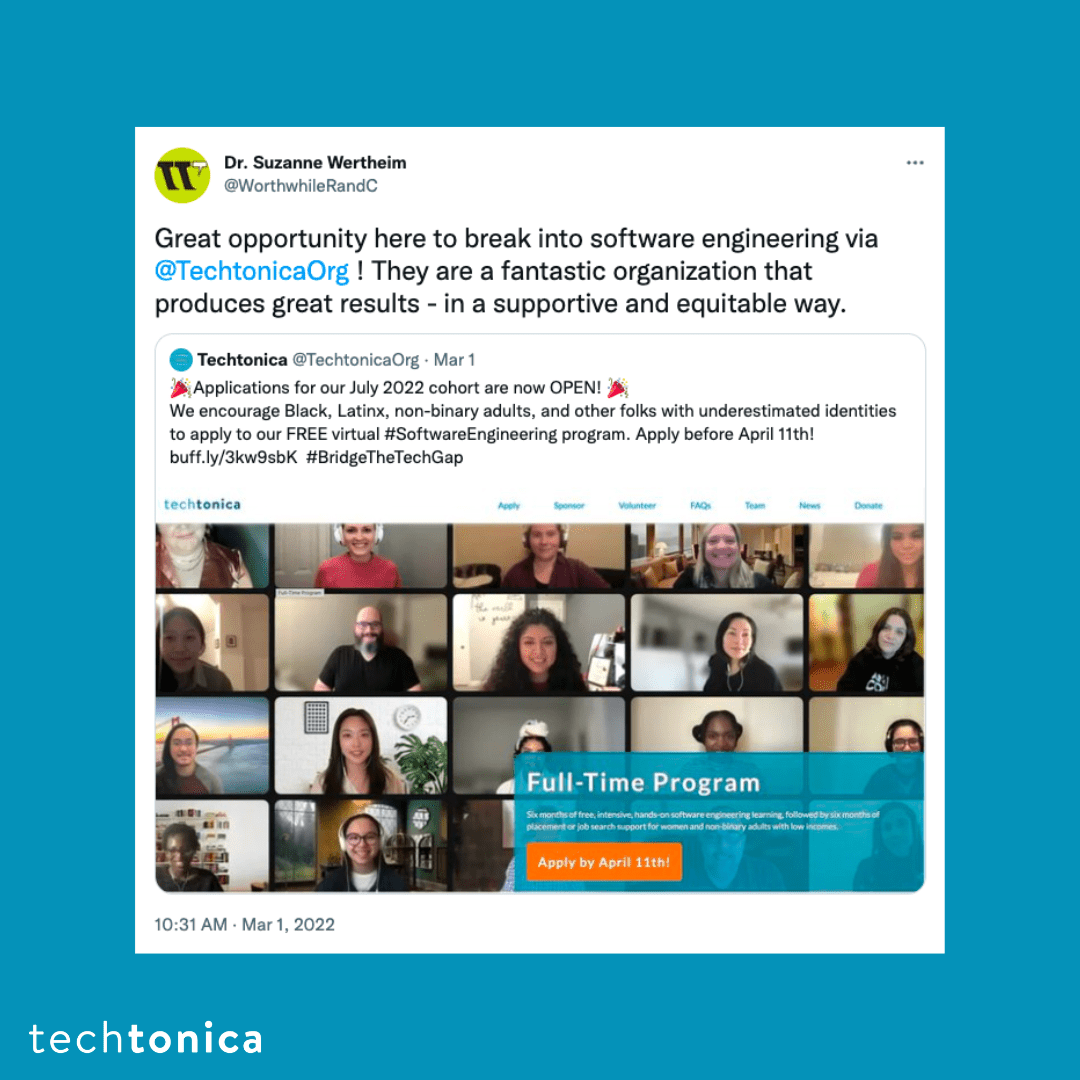 Dr. Suzanne Wertheim
@WorthwhileRandC
Great opportunity here to break into software engineering via
@TechtonicaOrg ! They are a fantastic organization that
produces great results - in a supportive and equitable way.
Techtonica @TechtonicaOrg · Mar 1
🎉Applications for our July 2022 cohort are now OPEN! 🎉
We encourage Black, Latinx, non-binary adults, and other folks with underestimated identities
to apply to our FREE virtual #SoftwareEngineering program. Apply before April 11th!
buff.ly/3kw9sbK #BridgeTheTechGap
techtonica Apply Sponsor Volunteer FAQs Team News Donate
Full-Time Program
Full-Time Program
Six months of free, intensive, hands-on software engineering learning, followed by six months of
placement or job search support for women and non-binary adults with low incomes.
Apply by April 11th!
10:31 AM · Mar 1, 2022
techtonica